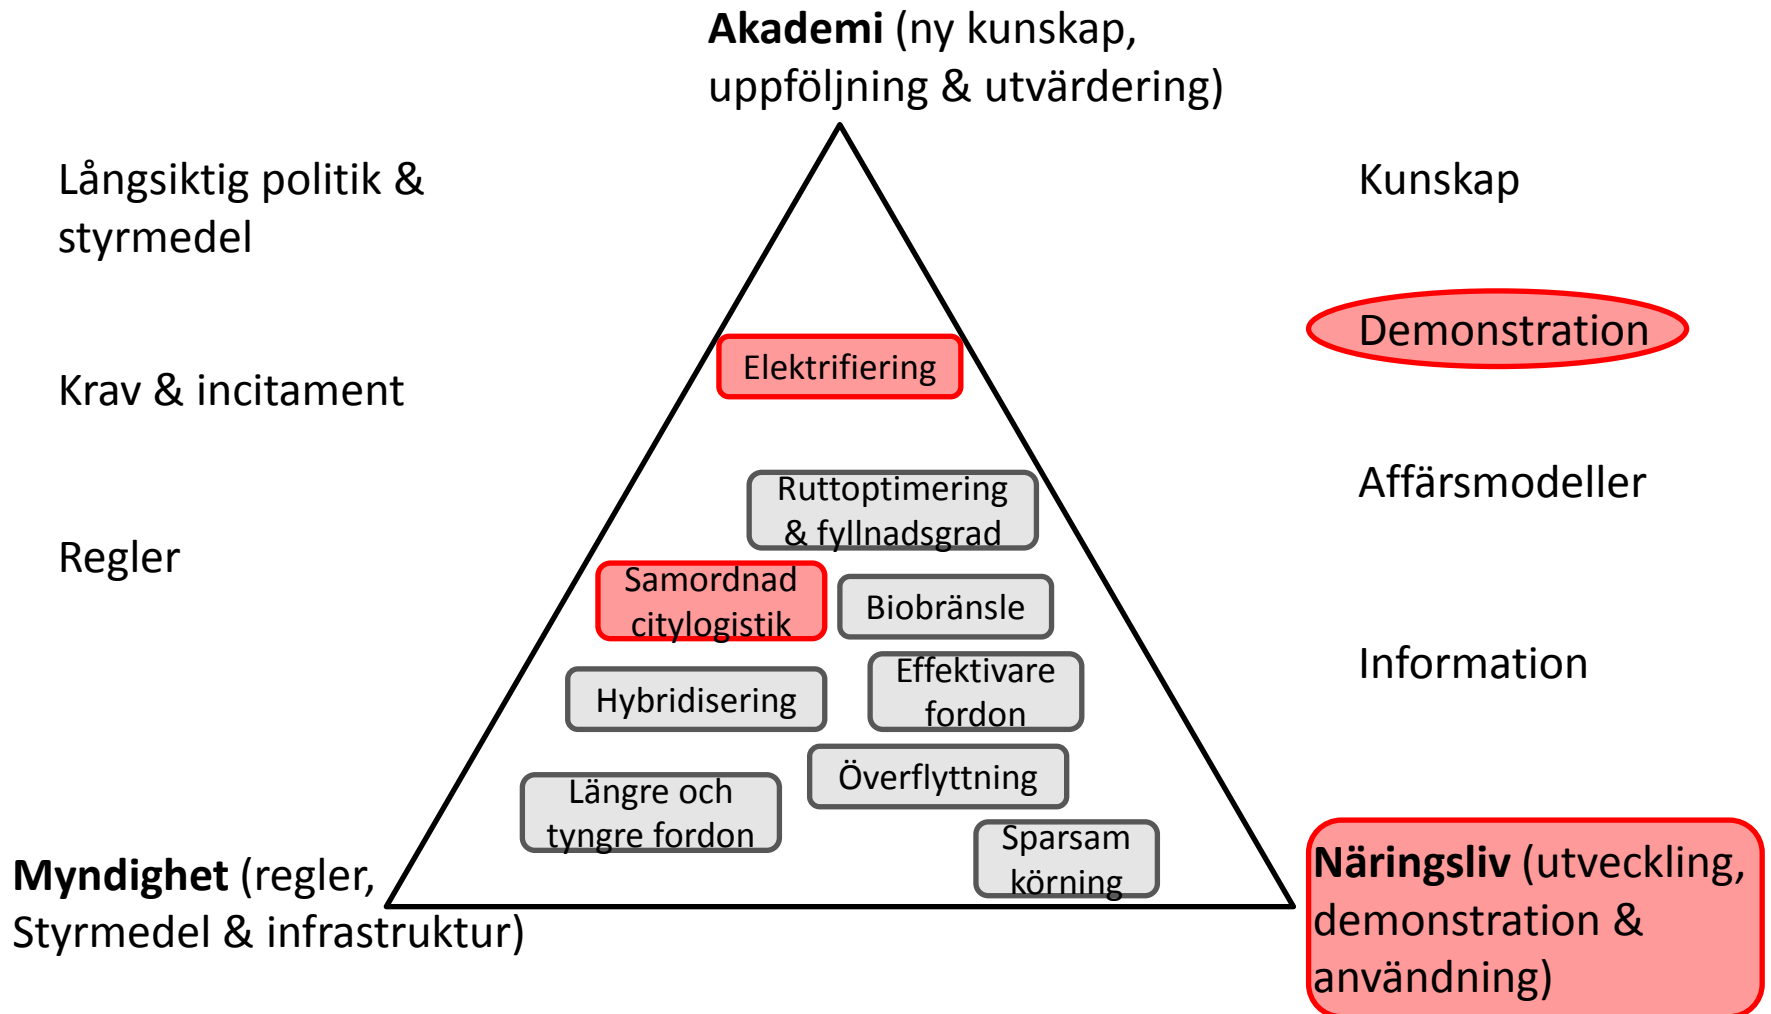 Akademi (ny kunskap,
uppföljning & utvärdering)
Långsiktig politik &
styrmedel
Kunskap
Demonstration
Elektrifiering
Krav & incitament
Affärsmodeller
Ruttoptimering
& fyllnadsgrad
Regler
Samordnad
citylogistik
Biobränsle
Information
Effektivare
fordon
Hybridisering
Överflyttning
Längre och
tyngre fordon
Sparsam
körning
Myndighet (regler,
Styrmedel & infrastruktur)
Näringsliv (utveckling,
demonstration &
användning)